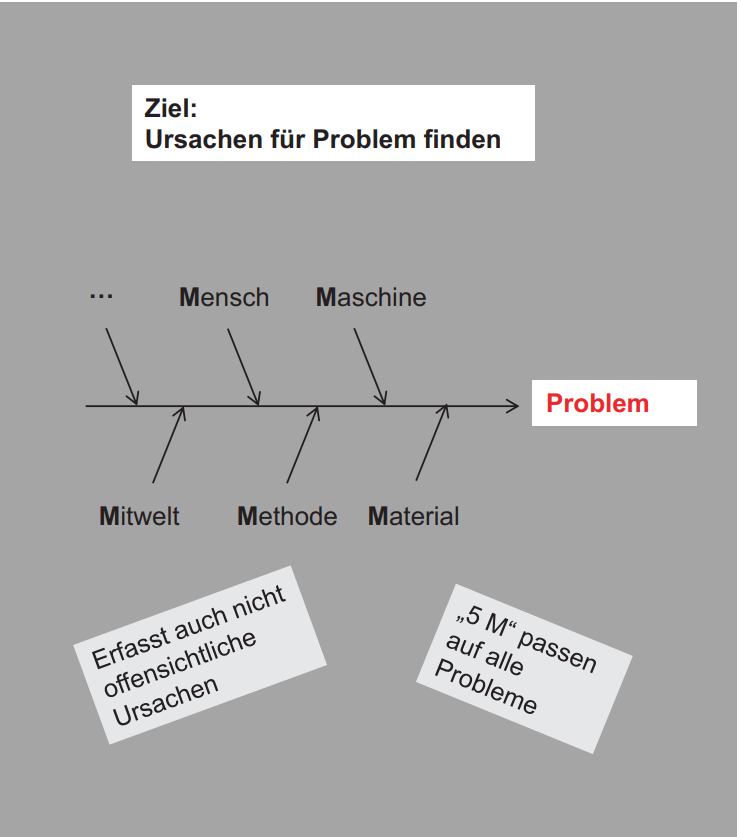 Ziel:
Ursachen für Problem finden
...
Mensch
Maschine
Problem
Mitwelt
Methode
Material
Erfasst auch nicht
offensichtliche
Ursachen
„5 M“ passen
auf alle
Probleme